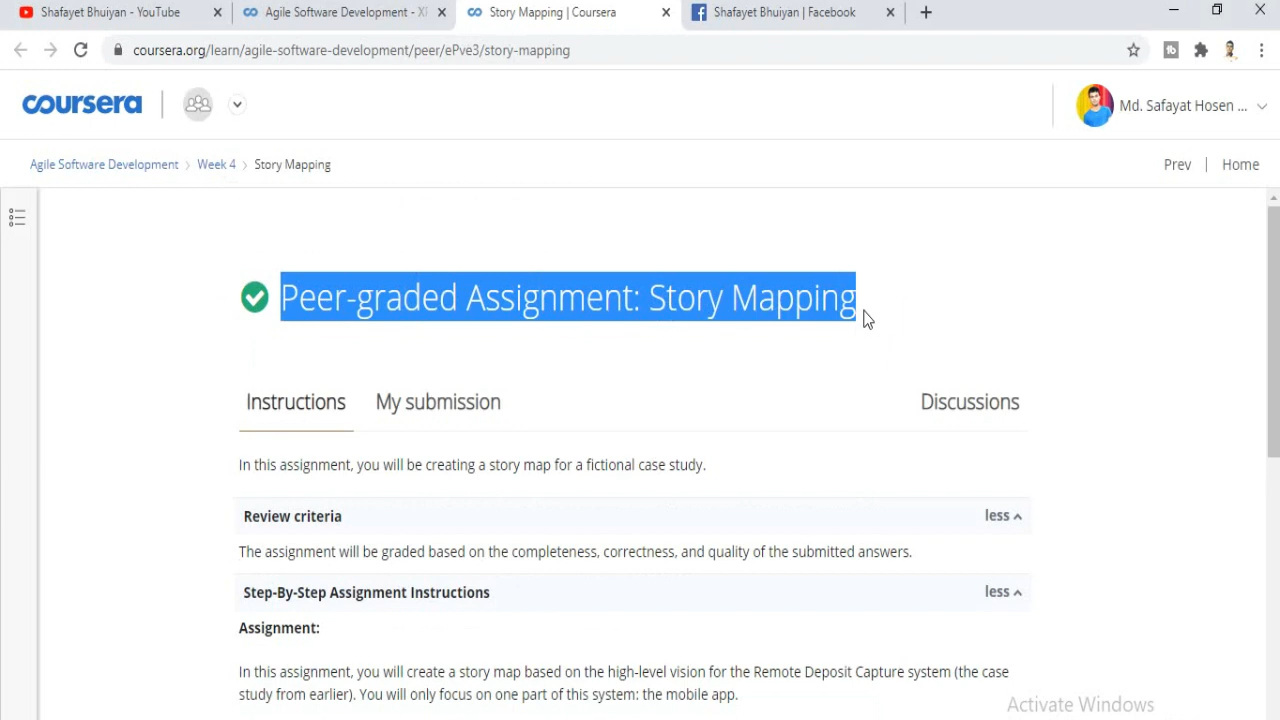 Shafayet Bhuiyan - YouTube
Agile Software Development - X
Story Mapping | Coursera
Shafayet Bhuiyan | Facebook
coursera.org/learn/agile-software-development/peer/ePve3/story-mapping
coursera
Md. Safayat Hosen ...
Agile Software Development > Week 4 > Story Mapping
Prev | Home
Peer-graded Assignment: Story Mapping
Instructions My submission Discussions
In this assignment, you will be creating a story map for a fictional case study.
Review criteria less
The assignment will be graded based on the completeness, correctness, and quality of the submitted answers.
Step-By-Step Assignment Instructions less
Assignment:
In this assignment, you will create a story map based on the high-level vision for the Remote Deposit Capture system (the case
study from earlier). You will only focus on one part of this system: the mobile app.
Activate Windows